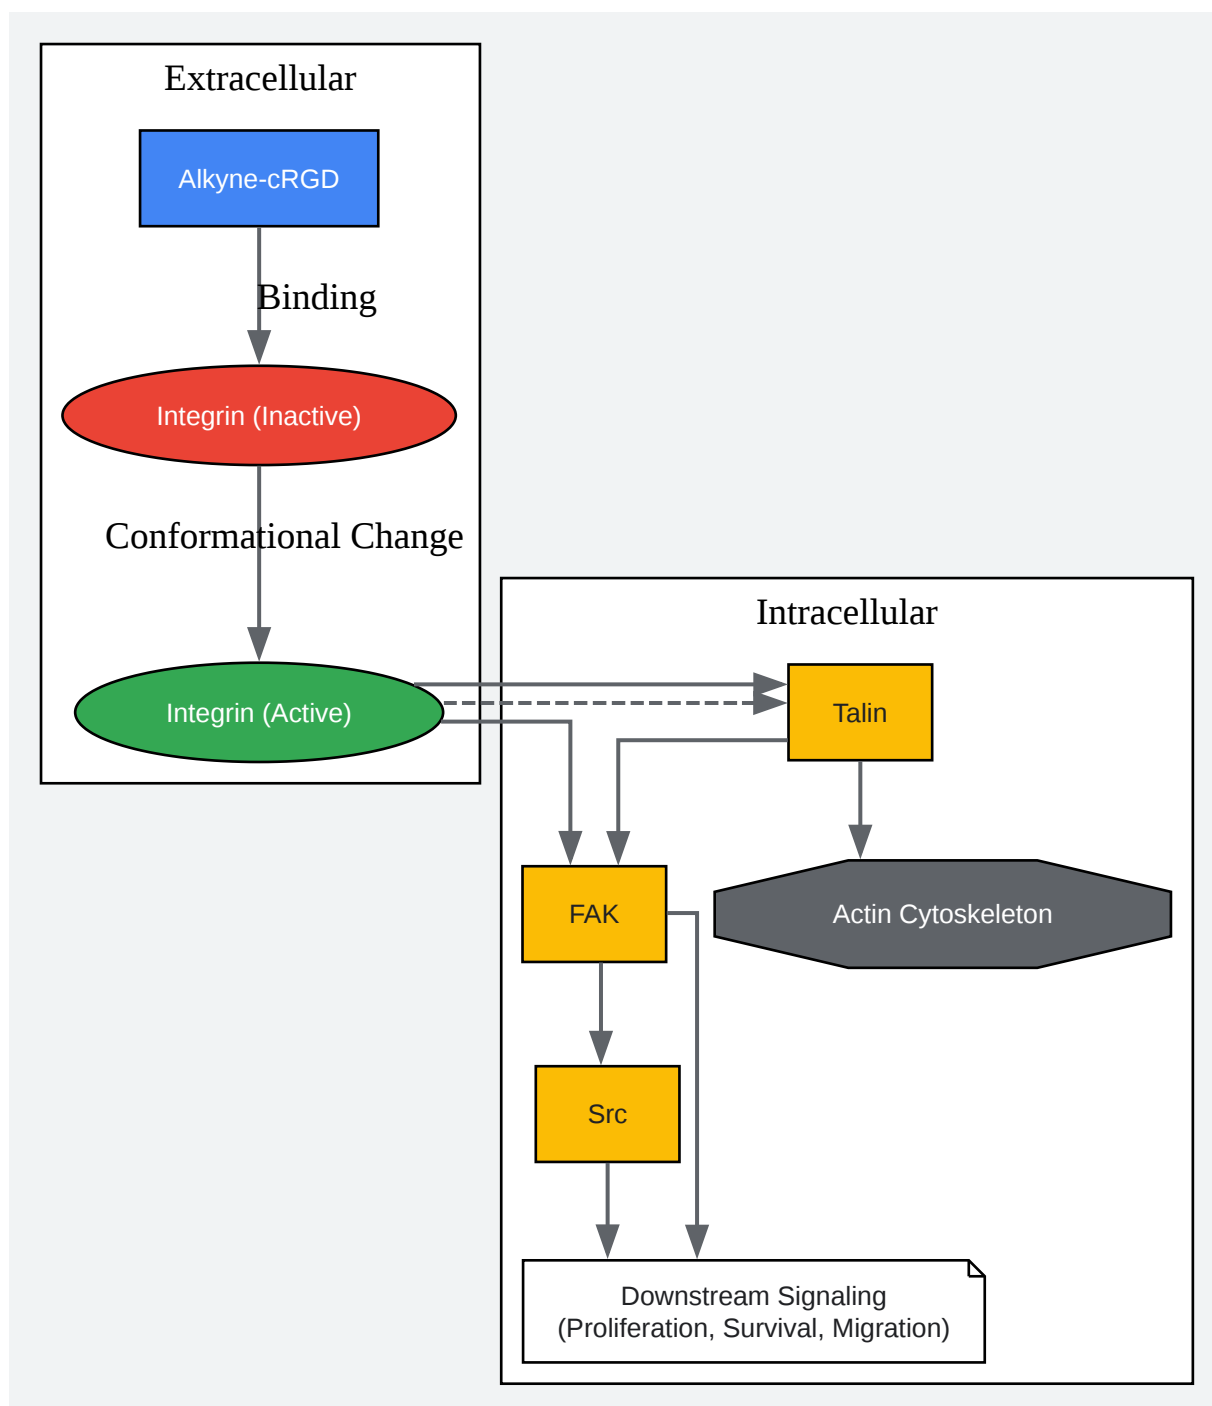 Extracellular
Alkyne-cRGD
Binding
Integrin (Inactive)
Conformational Change
Integrin (Active)
Intracellular
Talin
FAK
Actin Cytoskeleton
Src
Downstream Signaling
(Proliferation, Survival, Migration)